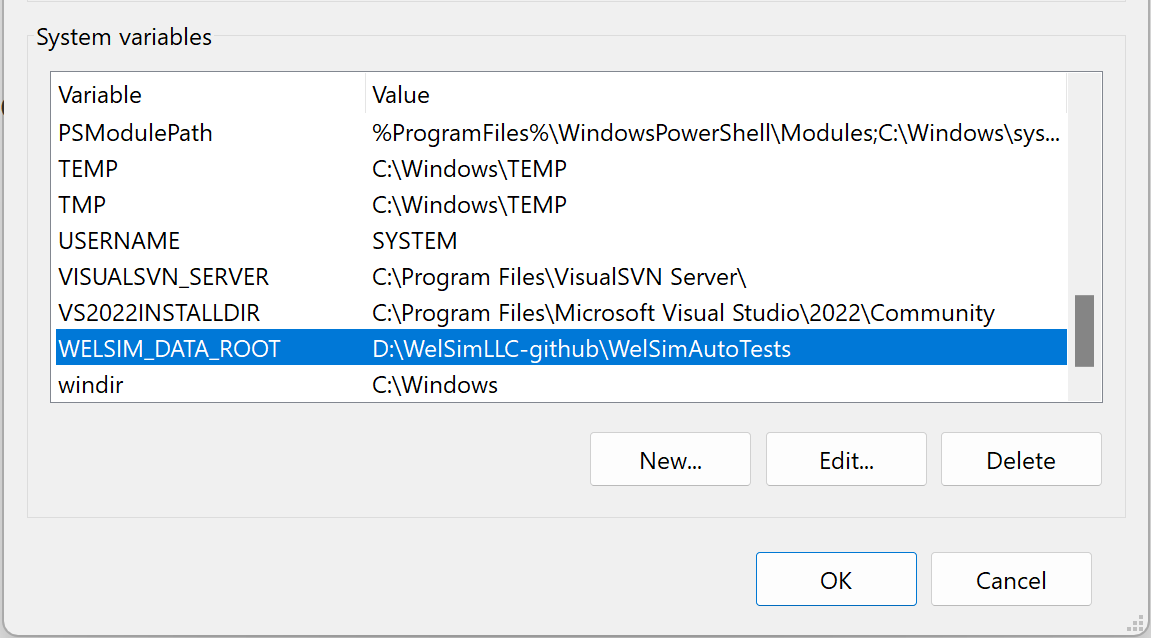 System variables
Variable Value
PSModulePath %ProgramFiles%\WindowsPowerShell\Modules;C:\Windows\sys...
TEMP C:\Windows\TEMP
TMP C:\Windows\TEMP
USERNAME SYSTEM
VISUALSVN_SERVER C:\Program Files\VisualSVN Server\
VS2022INSTALLDIR C:\Program Files\Microsoft Visual Studio\2022\Community
WELSIM_DATA_ROOT D:\WelSimLLC-github\WelSimAutoTests
windir C:\Windows
New... Edit... Delete
OK Cancel